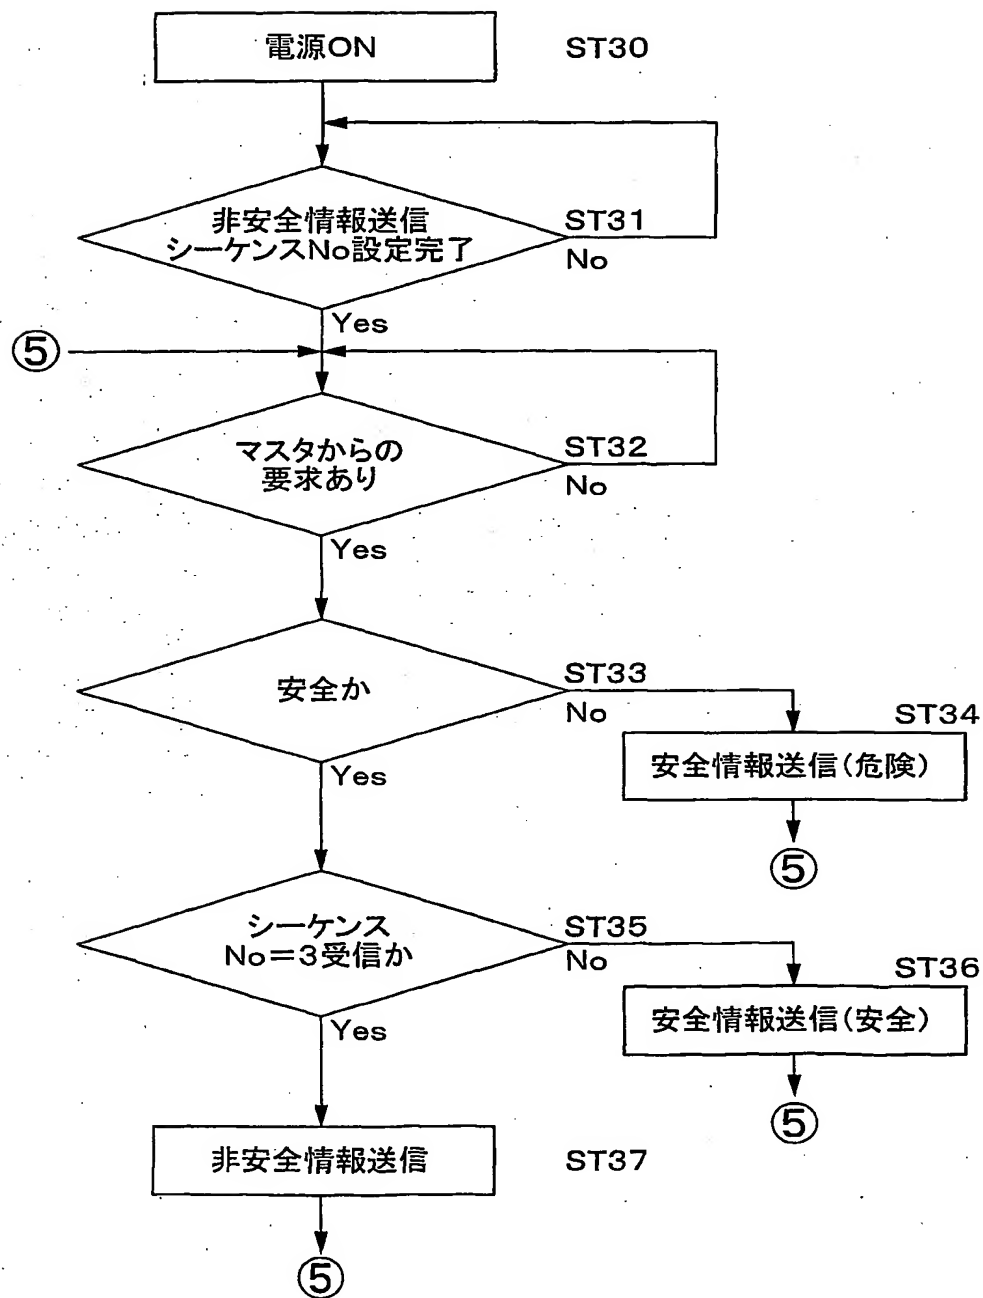 電源ON
ST30
非安全情報送信
シーケンスNo設定完了
ST31
No
Yes
⑤
マスタからの
要求あり
ST32
No
Yes
安全か
ST33
No
ST34
安全情報送信(危険)
⑤
Yes
シーケンス
No=3受信か
ST35
No
ST36
安全情報送信(安全)
⑤
Yes
非安全情報送信
ST37
⑤